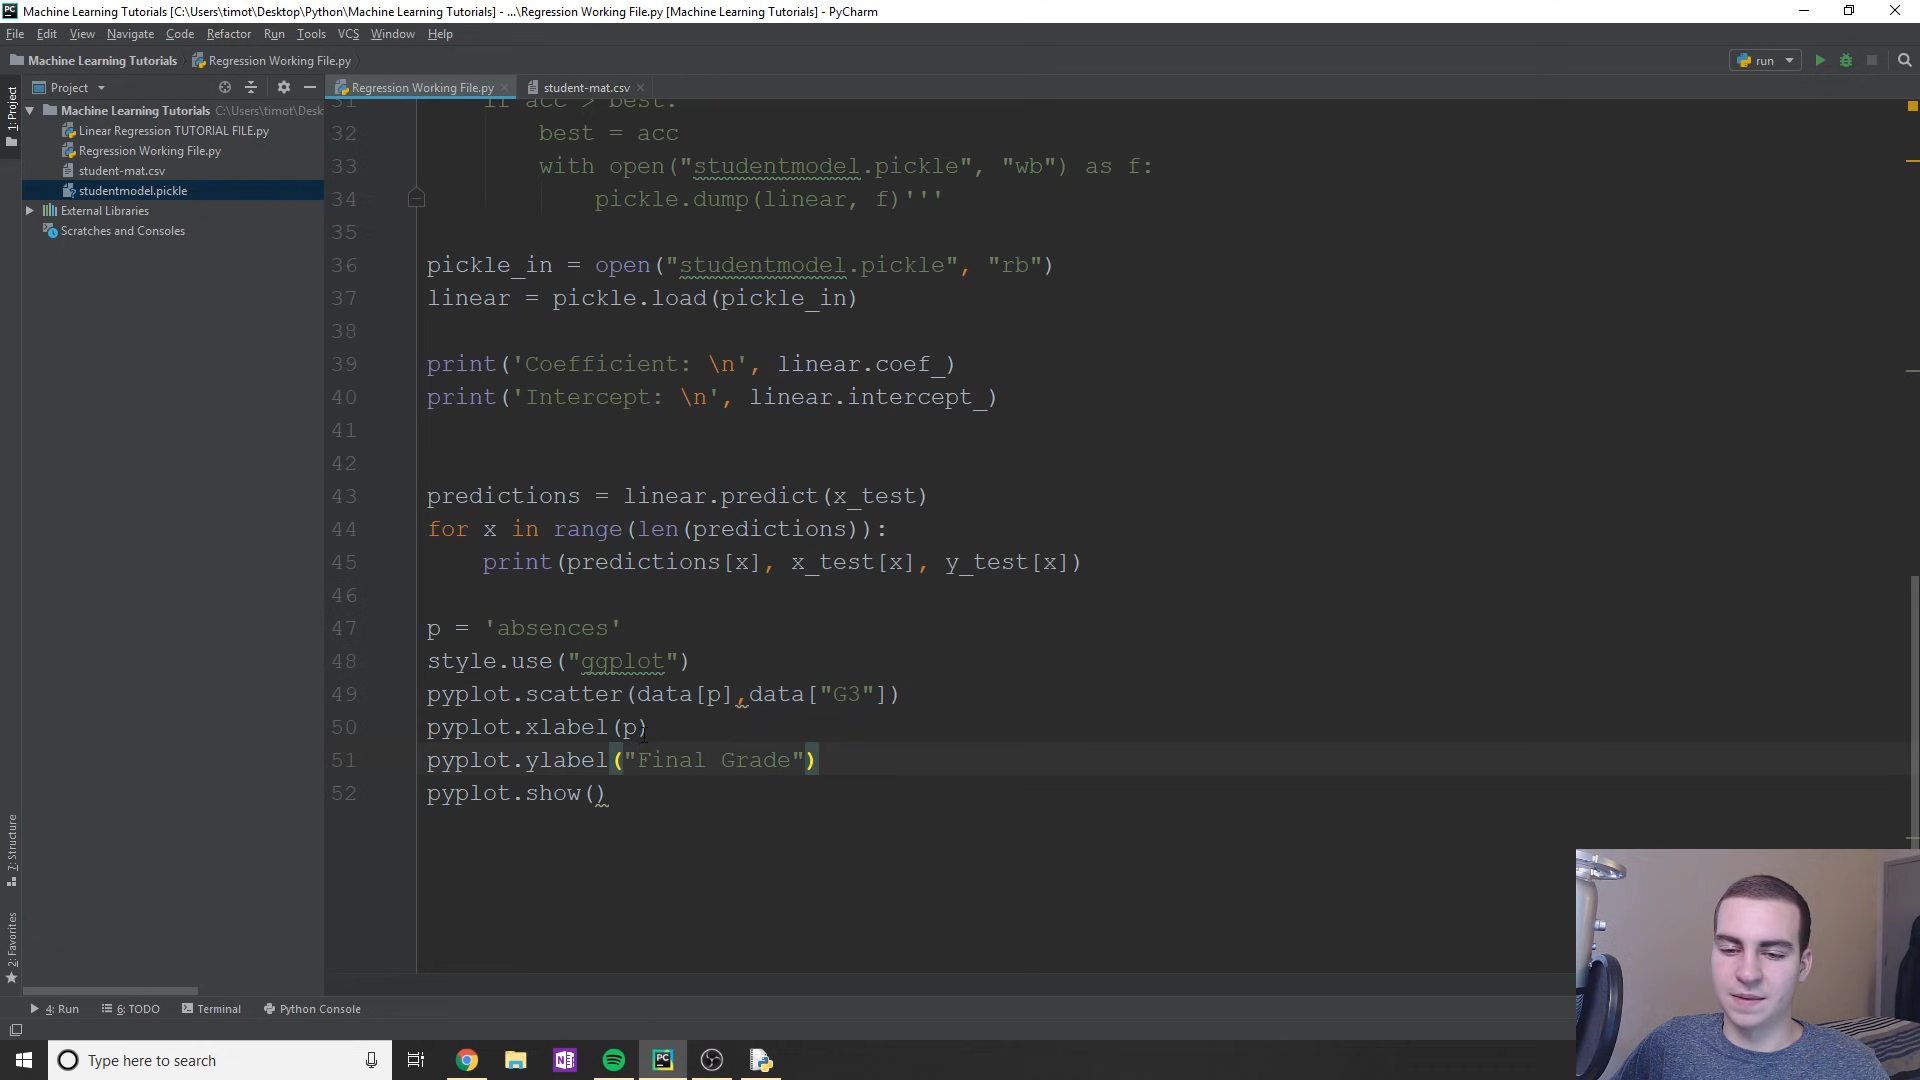 Machine Learning Tutorials [C:\Users\timot\Desktop\Python\Machine Learning Tutorials] - ...\Regression Working File.py [Machine Learning Tutorials] - PyCharm
File Edit View Navigate Code Refactor Run Tools VCS Window Help
Machine Learning Tutorials Regression Working File.py run
Project Regression Working File.py student-mat.csv
1: Project
Machine Learning Tutorials C:\Users\timot\Desk
Linear Regression TUTORIAL FILE.py
Regression Working File.py
student-mat.csv
studentmodel.pickle
External Libraries
Scratches and Consoles
31 if acc > best:
32 best = acc
33 with open("studentmodel.pickle", "wb") as f:
34 pickle.dump(linear, f)'''
35
36 pickle_in = open("studentmodel.pickle", "rb")
37 linear = pickle.load(pickle_in)
38
39 print('Coefficient: \n', linear.coef_)
40 print('Intercept: \n', linear.intercept_)
41
42
43 predictions = linear.predict(x_test)
44 for x in range(len(predictions)):
45 print(predictions[x], x_test[x], y_test[x])
46
47 p = 'absences'
48 style.use("ggplot")
49 pyplot.scatter(data[p],data["G3"])
50 pyplot.xlabel(p)
51 pyplot.ylabel("Final Grade")
52 pyplot.show()
7: Structure
2: Favorites
4: Run 6: TODO Terminal Python Console
Type here to search